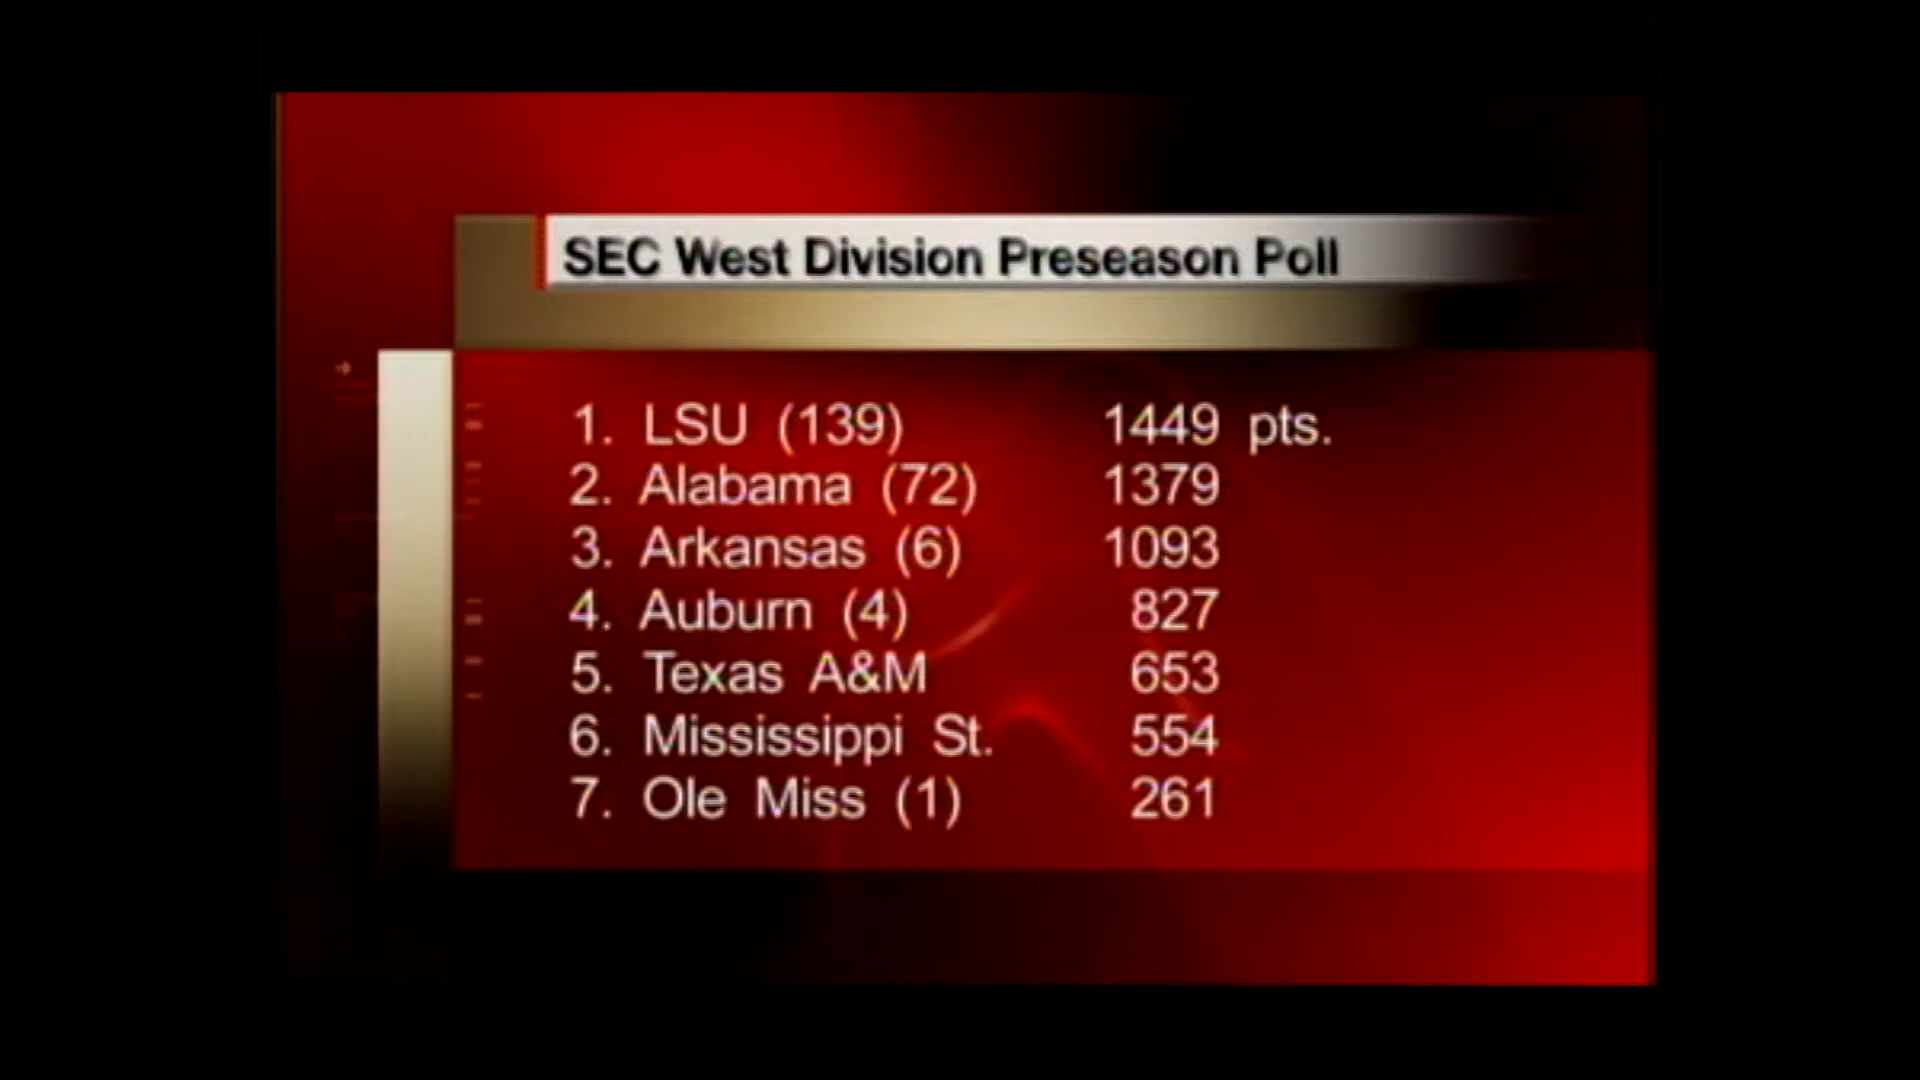 SEC West Division Preseason Poll
1. LSU (139) 1449 pts.
2. Alabama (72) 1379
3. Arkansas (6) 1093
4. Auburn (4) 827
5. Texas A&M 653
6. Mississippi St. 554
7. Ole Miss (1) 261